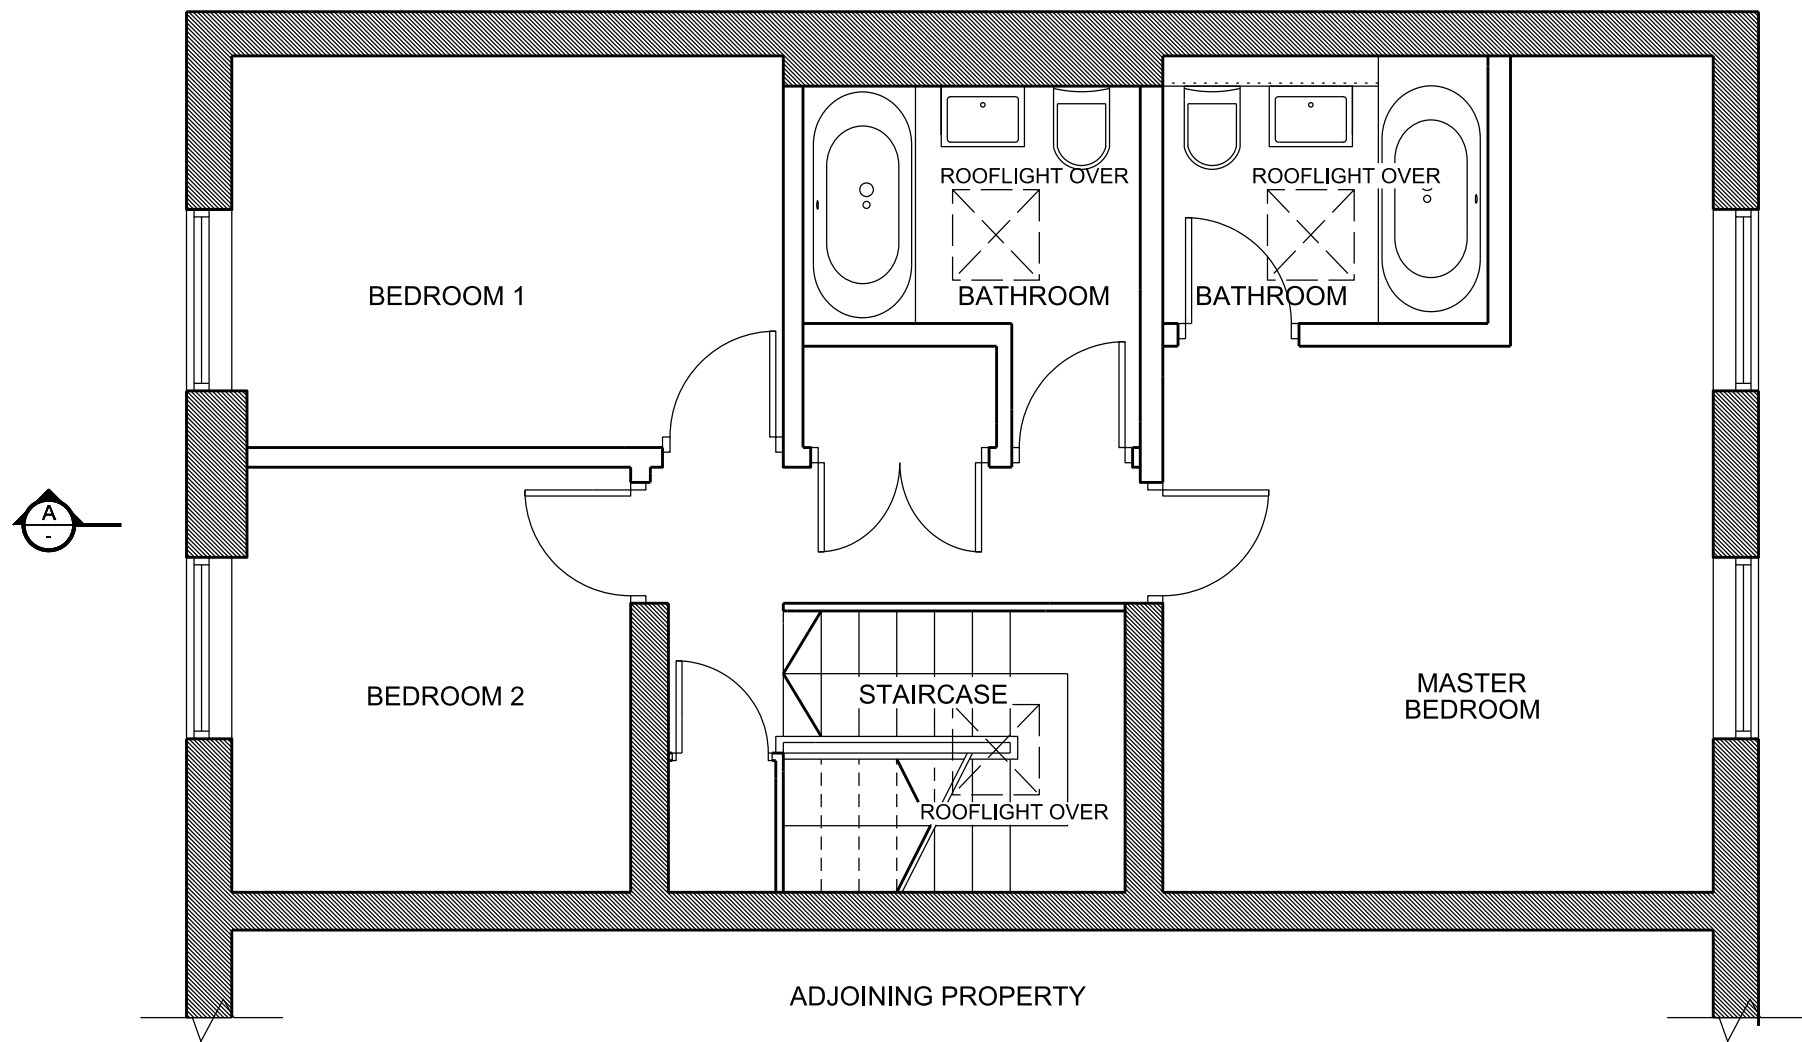 ROOFLIGHT OVER
ROOFLIGHT OVER
BEDROOM 1
BATHROOM
BATHROOM
A
-
BEDROOM 2
STAIRCASE
MASTER
BEDROOM
ROOFLIGHT OVER
ADJOINING PROPERTY